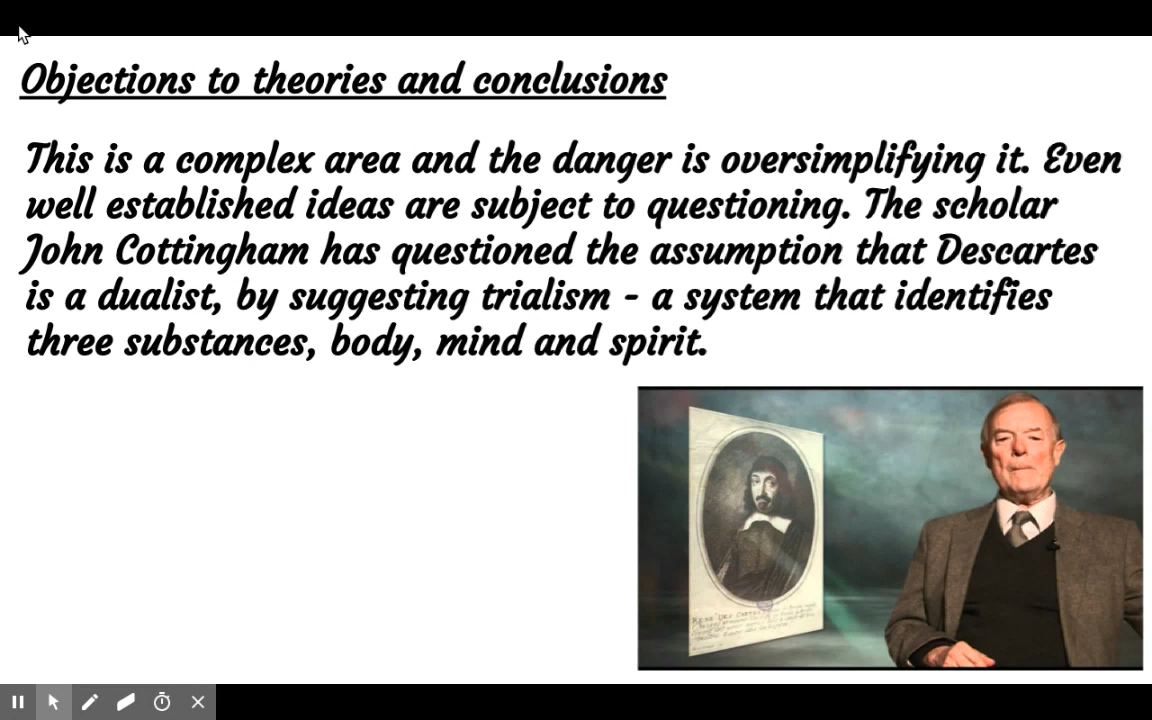 Objections to theories and conclusions
This is a complex area and the danger is oversimplifying it. Even
well established ideas are subject to questioning. The scholar
John Cottingham has questioned the assumption that Descartes
is a dualist, by suggesting trialism - a system that identifies
three substances, body, mind and spirit.